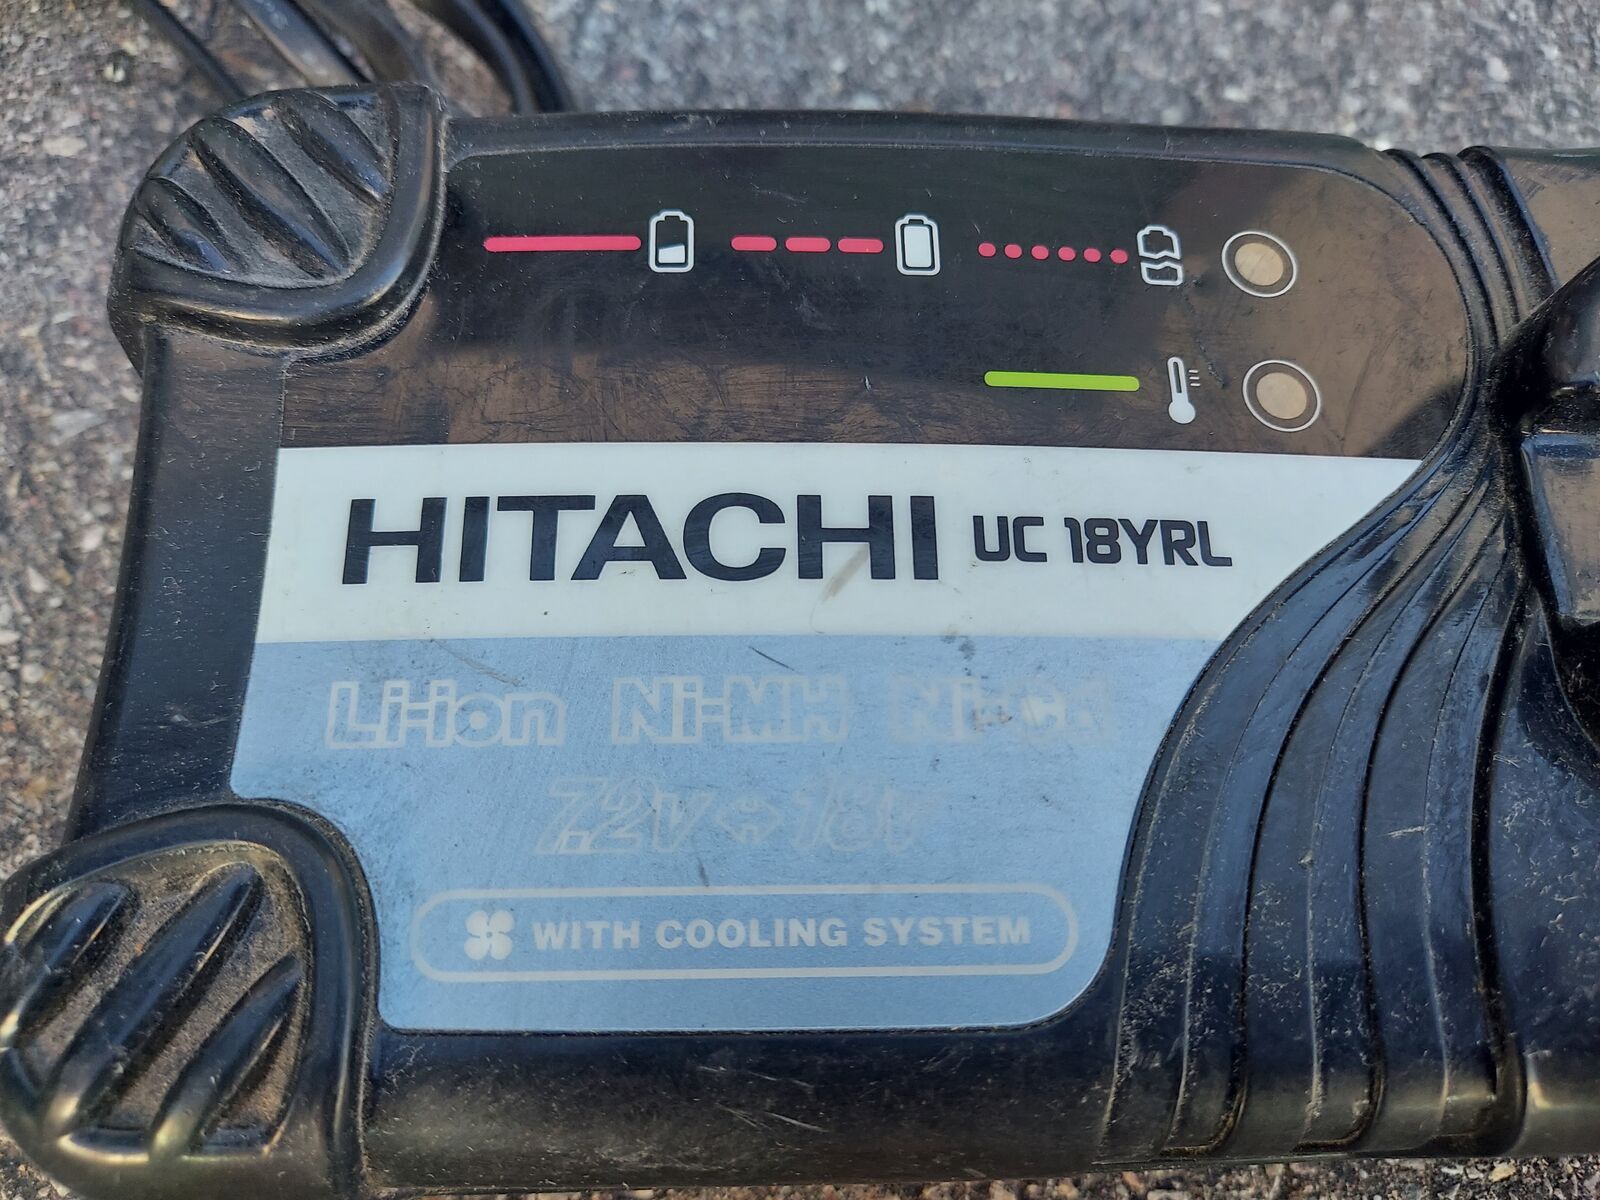 HITACHI UC 18YRL
Li-ion Ni-MH Ni-Cd
7.2V⇔18V
WITH COOLING SYSTEM